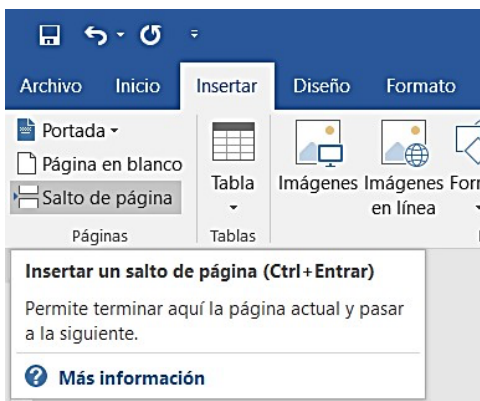 Archivo Inicio Insertar Diseño Formato
Portada
Página en blanco
Salto de página
Páginas
Tabla
Tablas
Imágenes
Imágenes
en línea
Insertar un salto de página (Ctrl+Entrar)
Permite terminar aquí la página actual y pasar
a la siguiente.
Más información